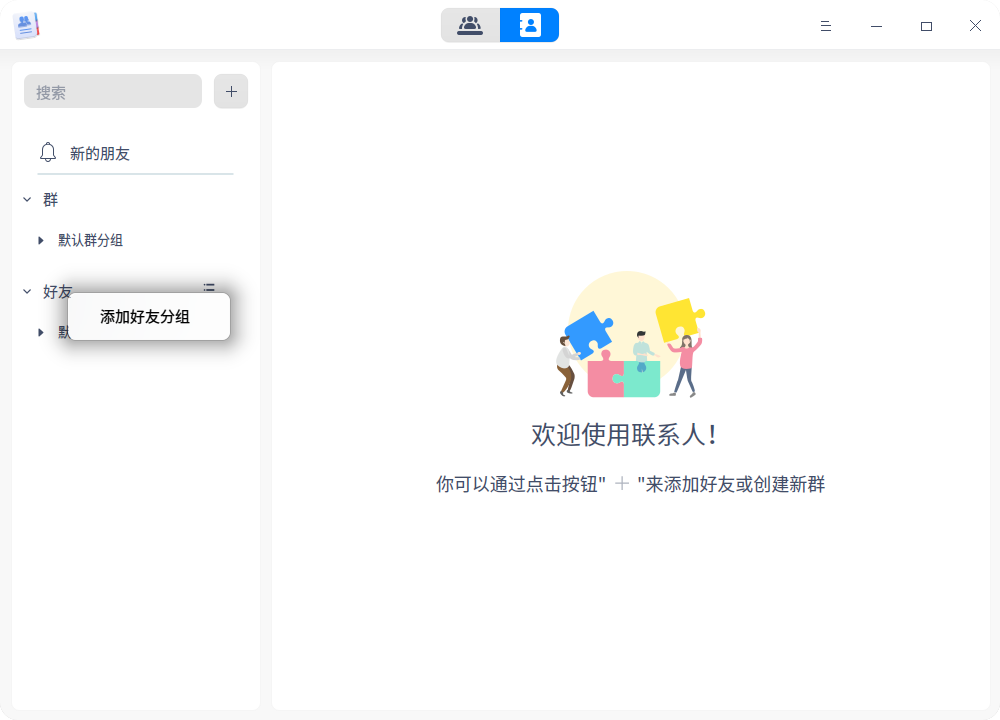 搜索
新的朋友
群
默认群分组
好友
添加好友分组
默
欢迎使用联系人！
你可以通过点击按钮" + "来添加好友或创建新群